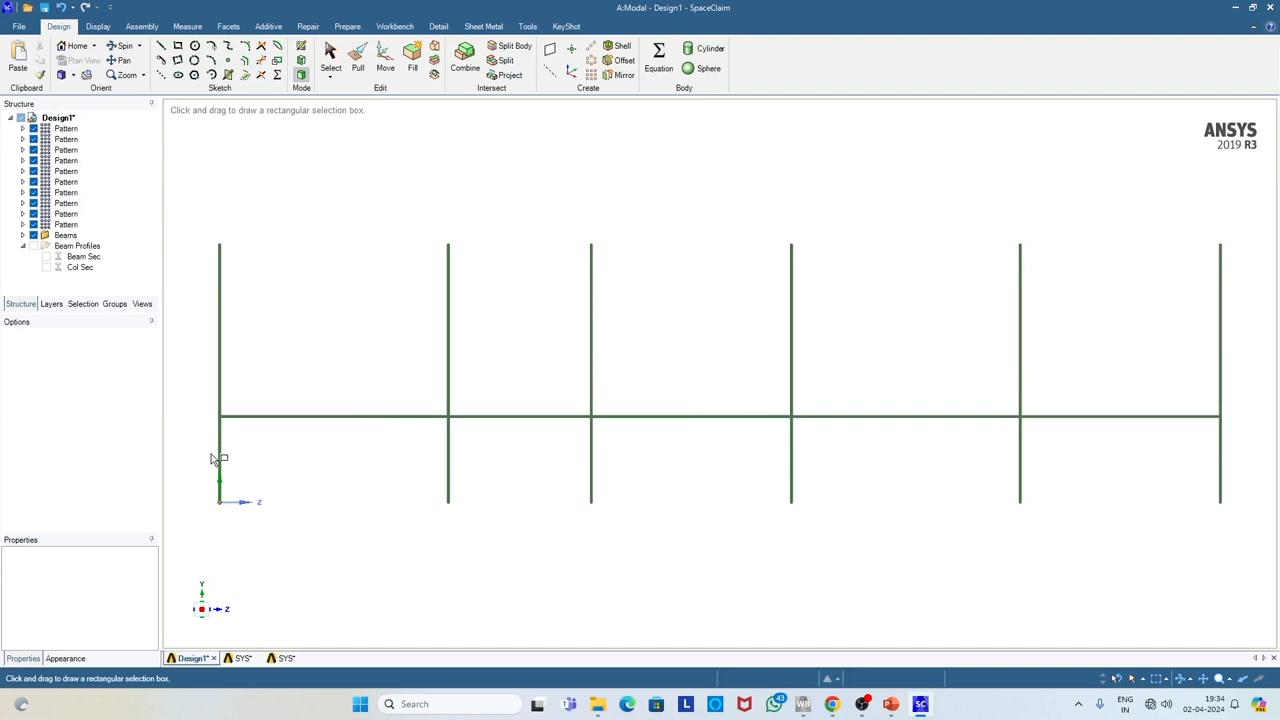 A:Modal - Design1 - SpaceClaim
File Design Display Assembly Measure Facets Additive Repair Prepare Workbench Detail Sheet Metal Tools KeyShot
Paste
Clipboard
Home Spin
Plan View Pan
Zoom
Orient
Sketch
Mode
Select Pull Move Fill
Edit
Combine
Split Body
Split
Project
Intersect
Shell
Offset
Mirror
Create
Equation
Cylinder
Sphere
Body
Structure
Design1*
Pattern
Pattern
Pattern
Pattern
Pattern
Pattern
Pattern
Pattern
Pattern
Pattern
Beams
Beam Profiles
Beam Sec
Col Sec
Structure Layers Selection Groups Views
Options
Properties
Properties Appearance
Click and drag to draw a rectangular selection box.
ANSYS
2019 R3
Z
Y
Z
Design1* SYS* SYS*
Click and drag to draw a rectangular selection box.
Search
43
WB
SC
ENG
IN
19:34
02-04-2024